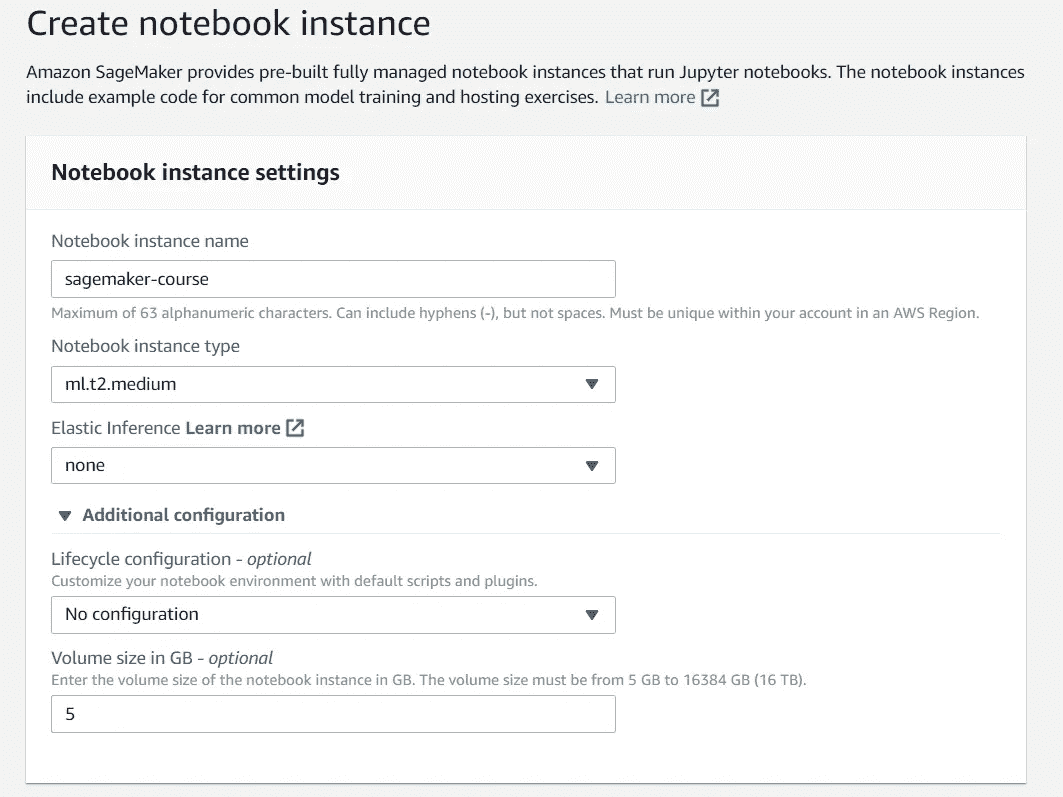 Create notebook instance
Amazon SageMaker provides pre-built fully managed notebook instances that run Jupyter notebooks. The notebook instances
include example code for common model training and hosting exercises. Learn more
Notebook instance settings
Notebook instance name
sagemaker-course
Maximum of 63 alphanumeric characters. Can include hyphens (-), but not spaces. Must be unique within your account in an AWS Region.
Notebook instance type
ml.t2.medium
Elastic Inference Learn more
none
Additional configuration
Lifecycle configuration - optional
Customize your notebook environment with default scripts and plugins.
No configuration
Volume size in GB - optional
Enter the volume size of the notebook instance in GB. The volume size must be from 5 GB to 16384 GB (16 TB).
5